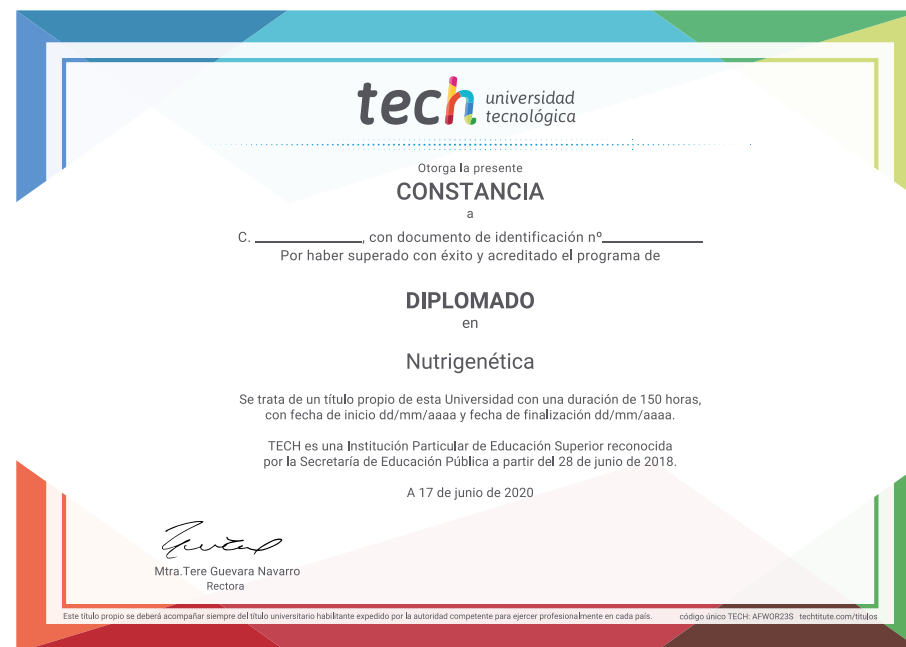 tech universidad
tecnológica
Otorga la presente
CONSTANCIA
a
C. ____________, con documento de identificación nº____________
Por haber superado con éxito y acreditado el programa de
DIPLOMADO
en
Nutrigenética
Se trata de un título propio de esta Universidad con una duración de 150 horas,
con fecha de inicio dd/mm/aaaa y fecha de finalización dd/mm/aaaa.
TECH es una Institución Particular de Educación Superior reconocida
por la Secretaría de Educación Pública a partir del 28 de junio de 2018.
A 17 de junio de 2020
Mtra.Tere Guevara Navarro
Rectora
Este título propio se deberá acompañar siempre del título universitario habilitante expedido por la autoridad competente para ejercer profesionalmente en cada país. código único TECH: AFWOR23S techtitute.com/titulos